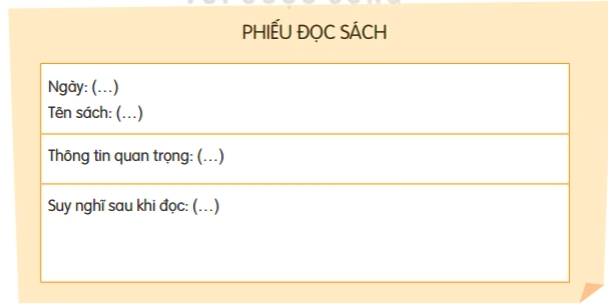 PHIẾU ĐỌC SÁCH
Ngày: (...)
Tên sách: (...)
Thông tin quan trọng: (...)
Suy nghĩ sau khi đọc: (...)